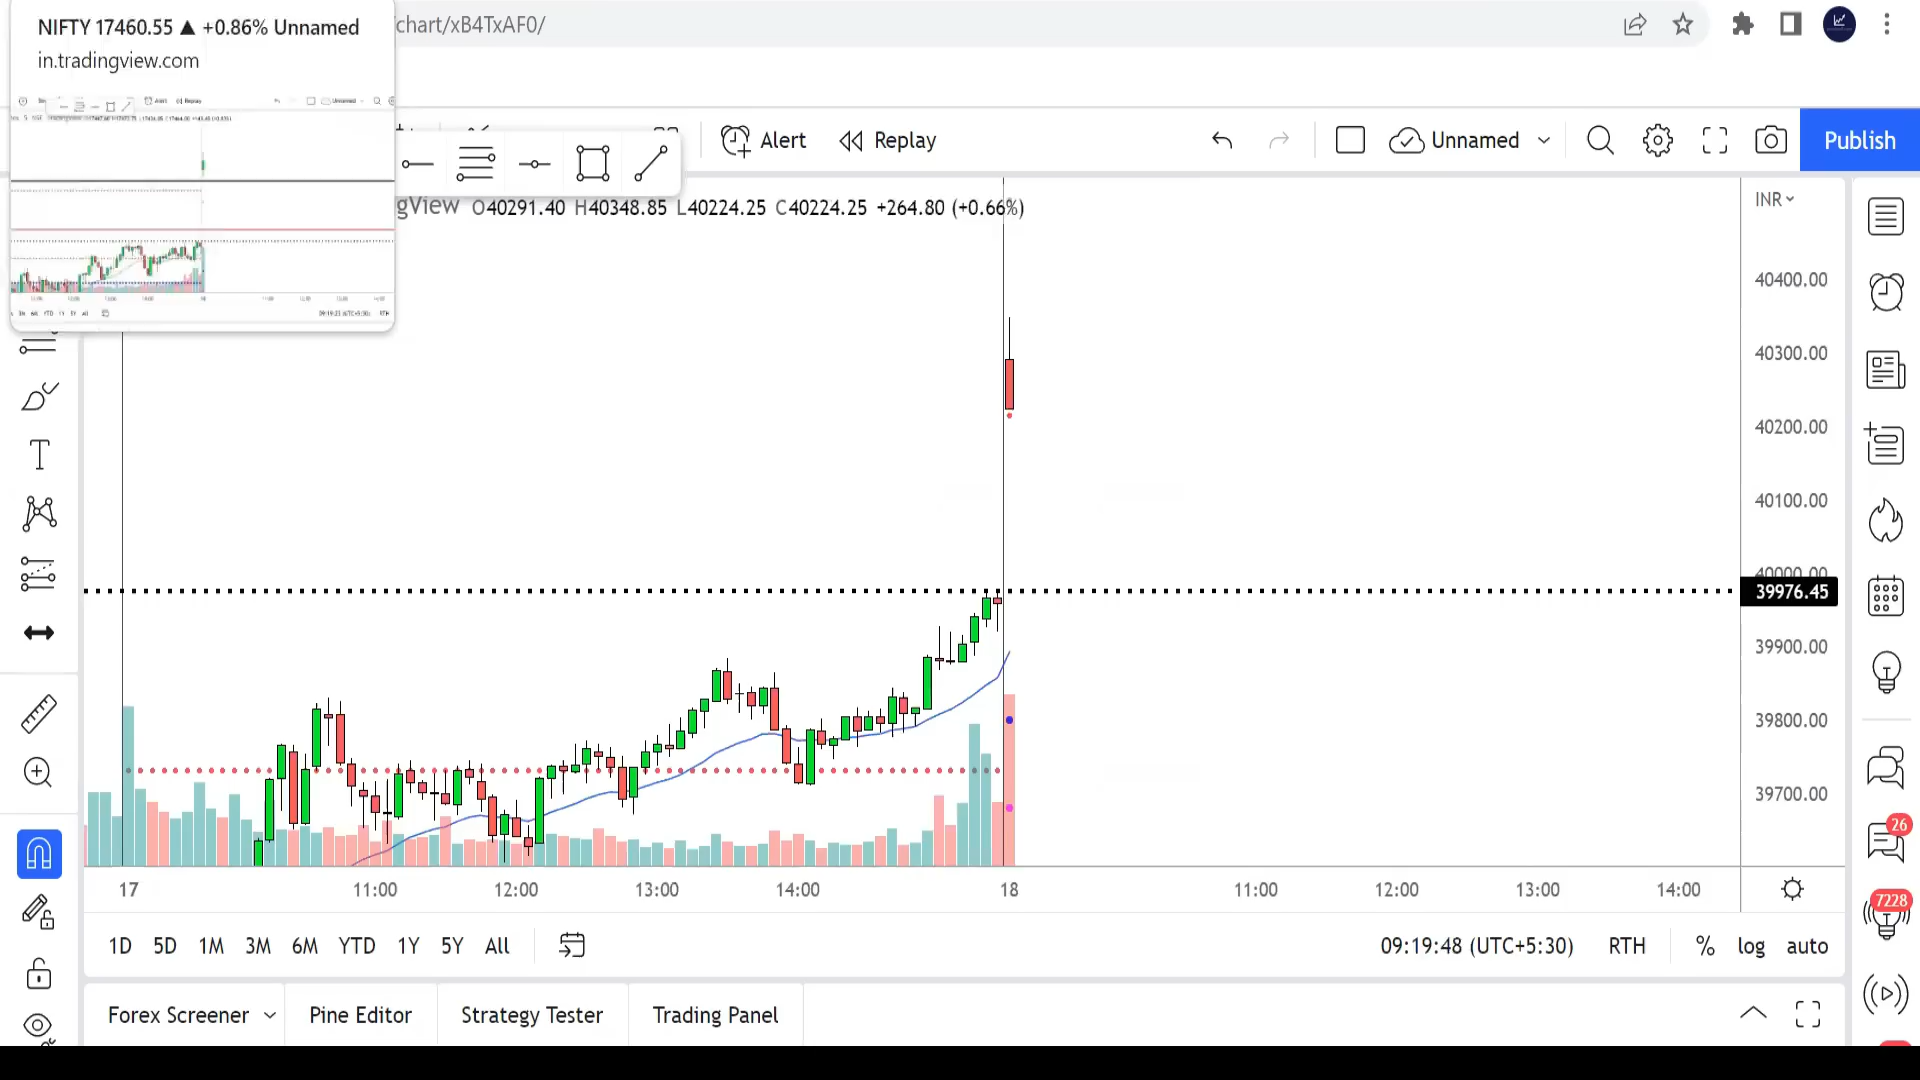 NIFTY 17460.55 ▲ +0.86% Unnamed
chart/xB4TxAF0/
in.tradingview.com
Alert
Replay
Unnamed
Publish
gView O40291.40 H40348.85 L40224.25 C40224.25 +264.80 (+0.66%)
INR
40400.00
40300.00
40200.00
40100.00
40000.00
39976.45
39900.00
39800.00
39700.00
26
7228
17 11:00 12:00 13:00 14:00 18 11:00 12:00 13:00 14:00
1D 5D 1M 3M 6M YTD 1Y 5Y All
09:19:48 (UTC+5:30) RTH % log auto
Forex Screener Pine Editor Strategy Tester Trading Panel